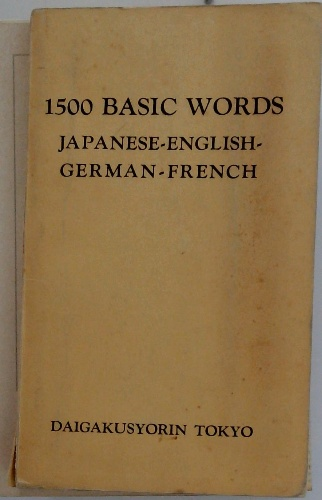 1500 BASIC WORDS
JAPANESE-ENGLISH-
GERMAN-FRENCH
DAIGAKUSYORIN TOKYO